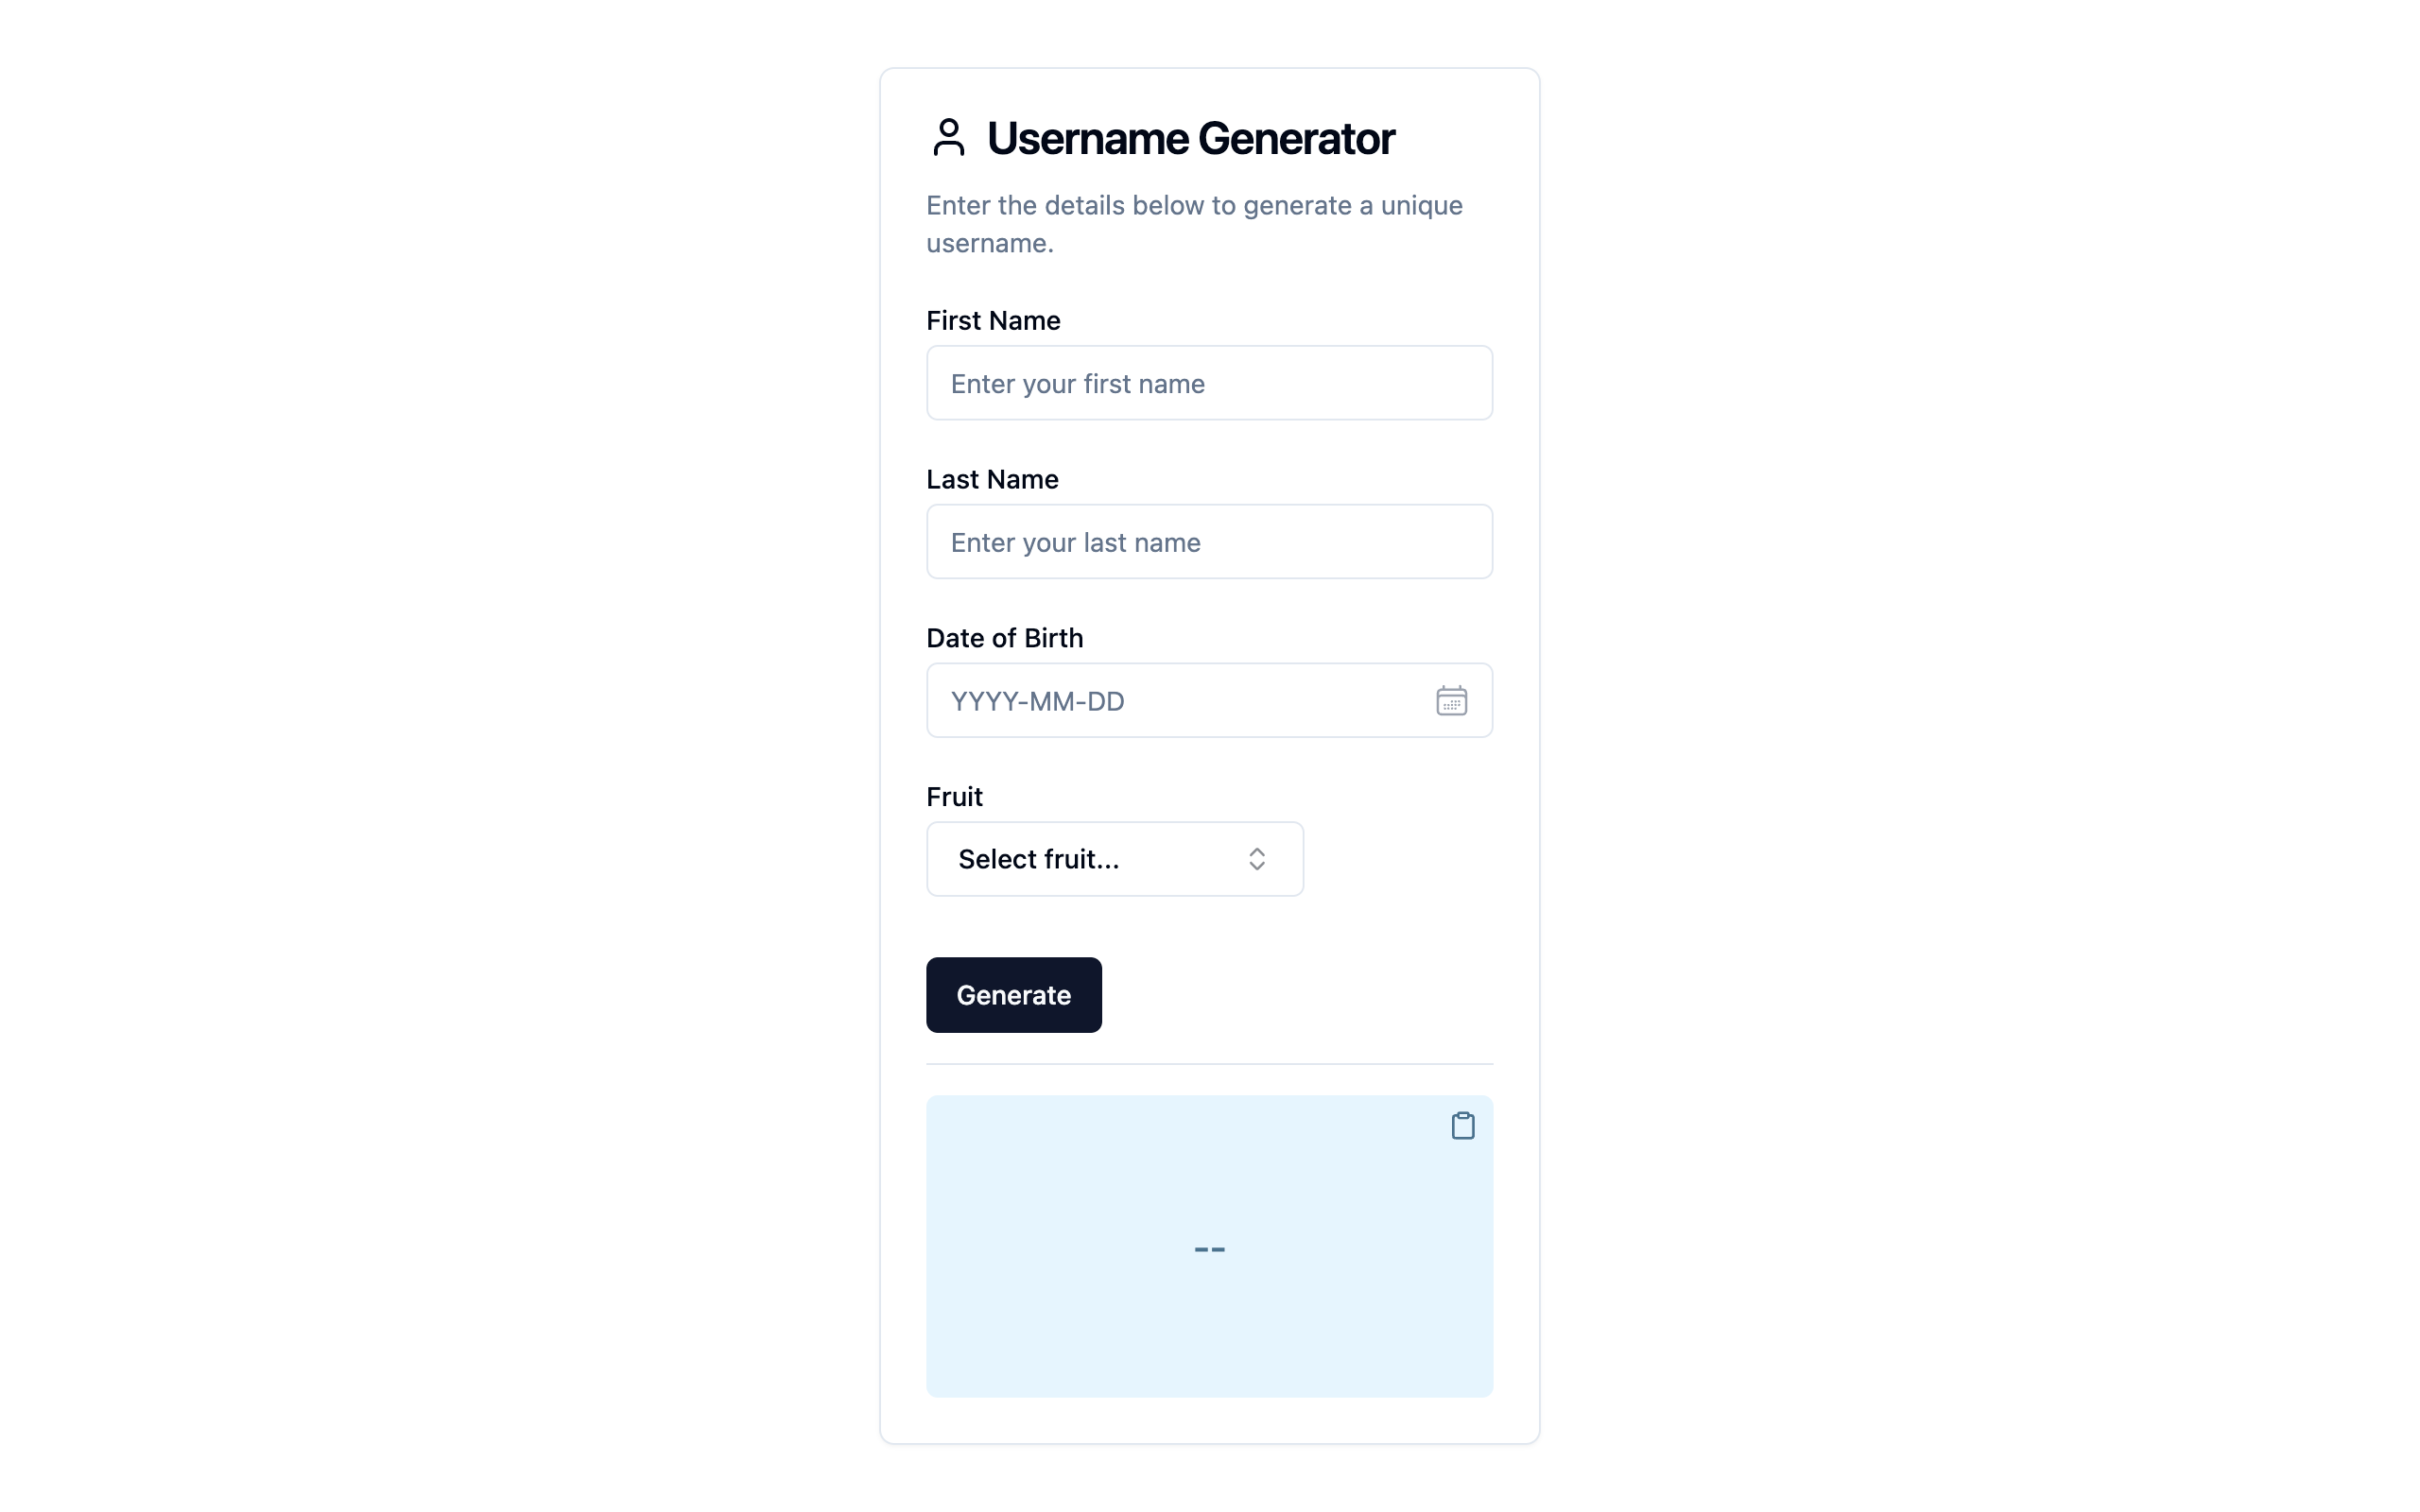 Username Generator
Enter the details below to generate a unique
username.
First Name
Enter your first name
Last Name
Enter your last name
Date of Birth
YYYY-MM-DD
Fruit
Select fruit...
Generate
--